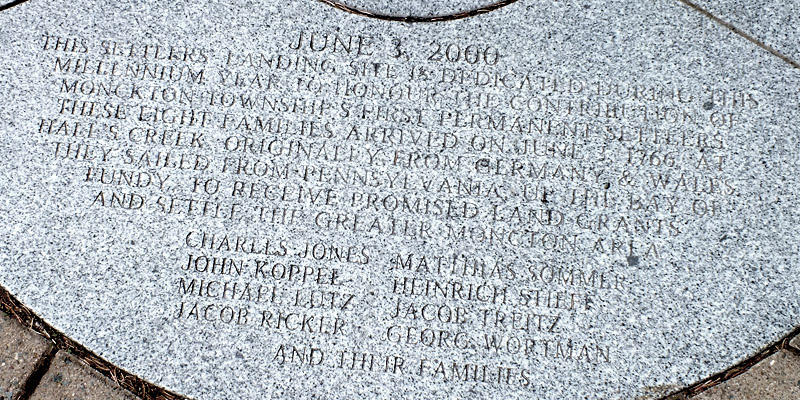 JUNE 3, 2000
THIS SETTLERS' LANDING SITE IS DEDICATED DURING THIS
MILLENNIUM YEAR TO HONOUR THE CONTRIBUTION OF
MONCKTON TOWNSHIP'S FIRST PERMANENT SETTLERS.
THESE EIGHT FAMILIES ARRIVED ON JUNE 3, 1766, AT
HALL'S CREEK. ORIGINALLY FROM GERMANY & WALES,
THEY SAILED FROM PENNSYLVANIA, UP THE BAY OF
FUNDY, TO RECEIVE PROMISED LAND GRANTS
AND SETTLE THE GREATER MONCTON AREA.
CHARLES JONES MATTHIAS SOMMER
JOHN KOPPEL HEINRICH STIEFF
MICHAEL LUTZ JACOB TREITZ
JACOB RICKER GEORG WORTMAN
AND THEIR FAMILIES